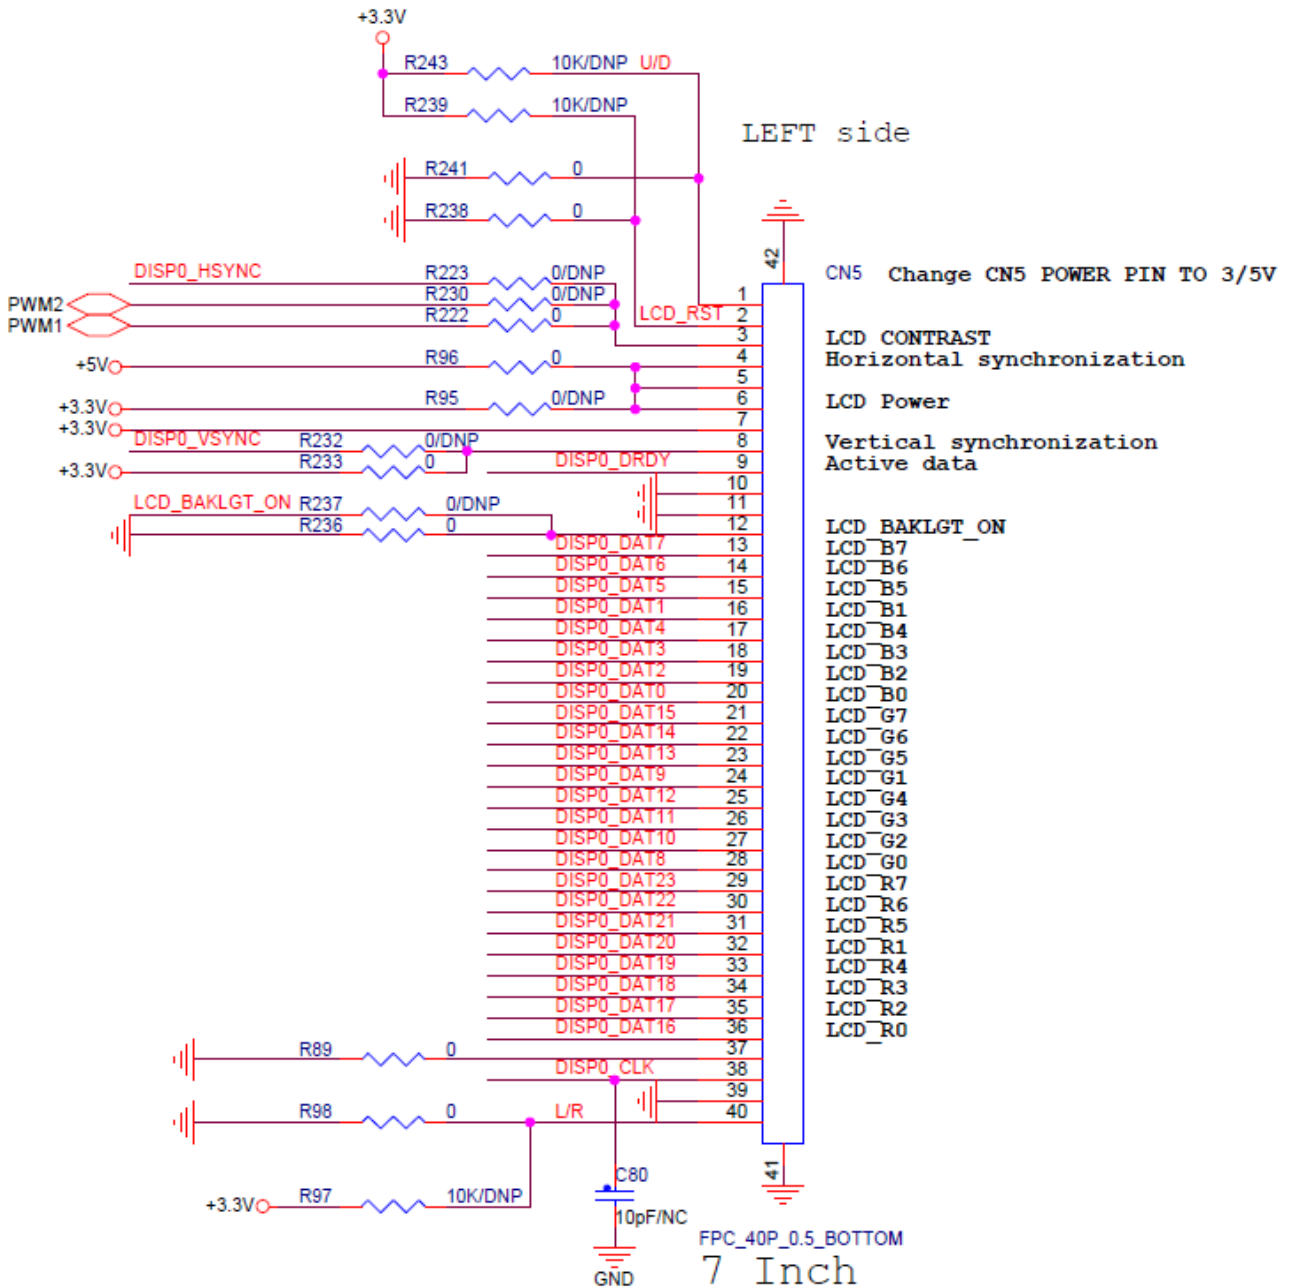 +3.3V
R243 10K/DNP U/D
R239 10K/DNP
LEFT side
R241 0
R238 0
42
DISP0_HSYNC R223 0/DNP CN5 Change CN5 POWER PIN TO 3/5V
PWM2 R230 0/DNP 1
PWM1 R222 0 LCD_RST 2
3 LCD CONTRAST
+5V R96 0 4 Horizontal synchronization
5
+3.3V R95 0/DNP 6 LCD Power
+3.3V 7
DISP0_VSYNC R232 0/DNP 8 Vertical synchronization
+3.3V R233 0 DISP0_DRDY 9 Active data
10
LCD_BAKLGT_ON R237 0/DNP 11
R236 0 12 LCD_BAKLGT_ON
DISP0_DAT7 13 LCD_B7
DISP0_DAT6 14 LCD_B6
DISP0_DAT5 15 LCD_B5
DISP0_DAT1 16 LCD_B1
DISP0_DAT4 17 LCD_B4
DISP0_DAT3 18 LCD_B3
DISP0_DAT2 19 LCD_B2
DISP0_DAT0 20 LCD_B0
DISP0_DAT15 21 LCD_G7
DISP0_DAT14 22 LCD_G6
DISP0_DAT13 23 LCD_G5
DISP0_DAT9 24 LCD_G1
DISP0_DAT12 25 LCD_G4
DISP0_DAT11 26 LCD_G3
DISP0_DAT10 27 LCD_G2
DISP0_DAT8 28 LCD_G0
DISP0_DAT23 29 LCD_R7
DISP0_DAT22 30 LCD_R6
DISP0_DAT21 31 LCD_R5
DISP0_DAT20 32 LCD_R1
DISP0_DAT19 33 LCD_R4
DISP0_DAT18 34 LCD_R3
DISP0_DAT17 35 LCD_R2
DISP0_DAT16 36 LCD_R0
R89 0 37
DISP0_CLK 38
39
R98 0 L/R 40
41
C80
+3.3V R97 10K/DNP
10pF/NC
FPC_40P_0.5_BOTTOM
GND
7 Inch